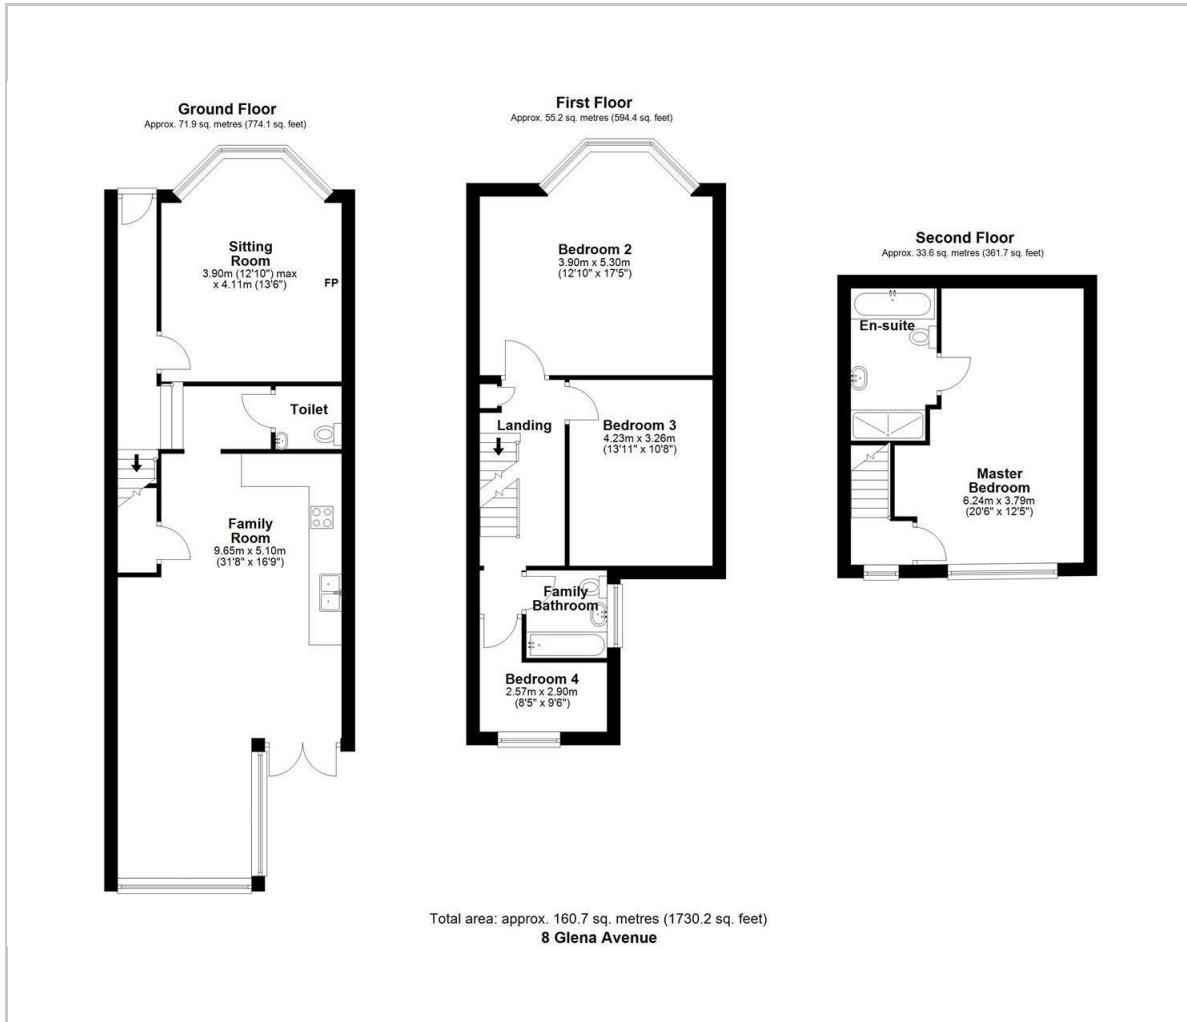 Ground Floor
Approx. 71.9 sq. metres (774.1 sq. feet)
Sitting
Room
3.90m (12'10") max
x 4.11m (13'6")
FP
Toilet
Family
Room
9.65m x 5.10m
(31'8" x 16'9")
First Floor
Approx. 55.2 sq. metres (594.4 sq. feet)
Bedroom 2
3.90m x 5.30m
(12'10" x 17'5")
Landing
Bedroom 3
4.23m x 3.26m
(13'11" x 10'8")
Family
Bathroom
Bedroom 4
2.57m x 2.90m
(8'5" x 9'6")
Second Floor
Approx. 33.6 sq. metres (361.7 sq. feet)
En-suite
Master
Bedroom
6.24m x 3.79m
(20'6" x 12'5")
Total area: approx. 160.7 sq. metres (1730.2 sq. feet)
8 Glena Avenue